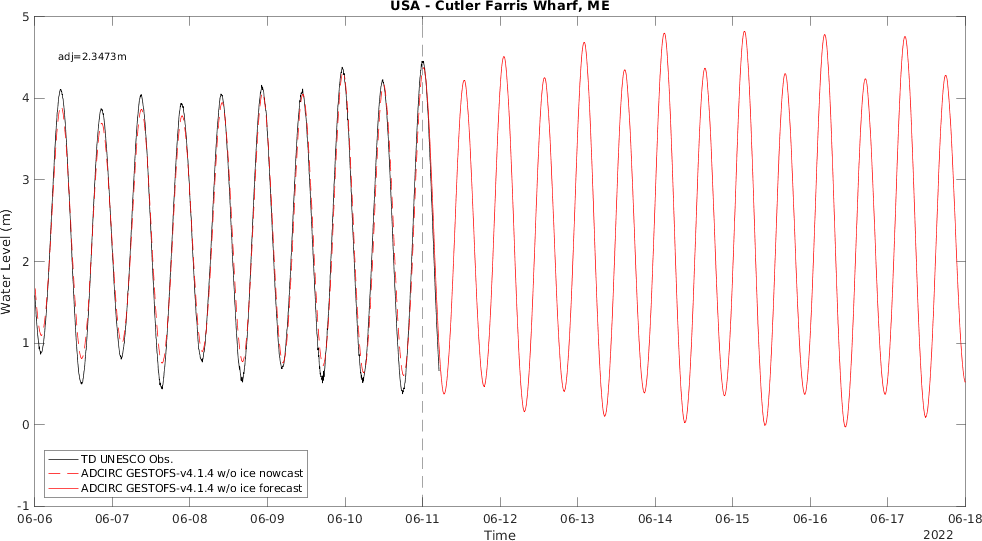 USA - Cutler Farris Wharf, ME
5
adj=2.3473m
4
3
2
1
0
-1
Water Level (m)
TD UNESCO Obs.
ADCIRC GESTOFS-v4.1.4 w/o ice nowcast
ADCIRC GESTOFS-v4.1.4 w/o ice forecast
06-06 06-07 06-08 06-09 06-10 06-11 06-12 06-13 06-14 06-15 06-16 06-17 06-18
Time
2022